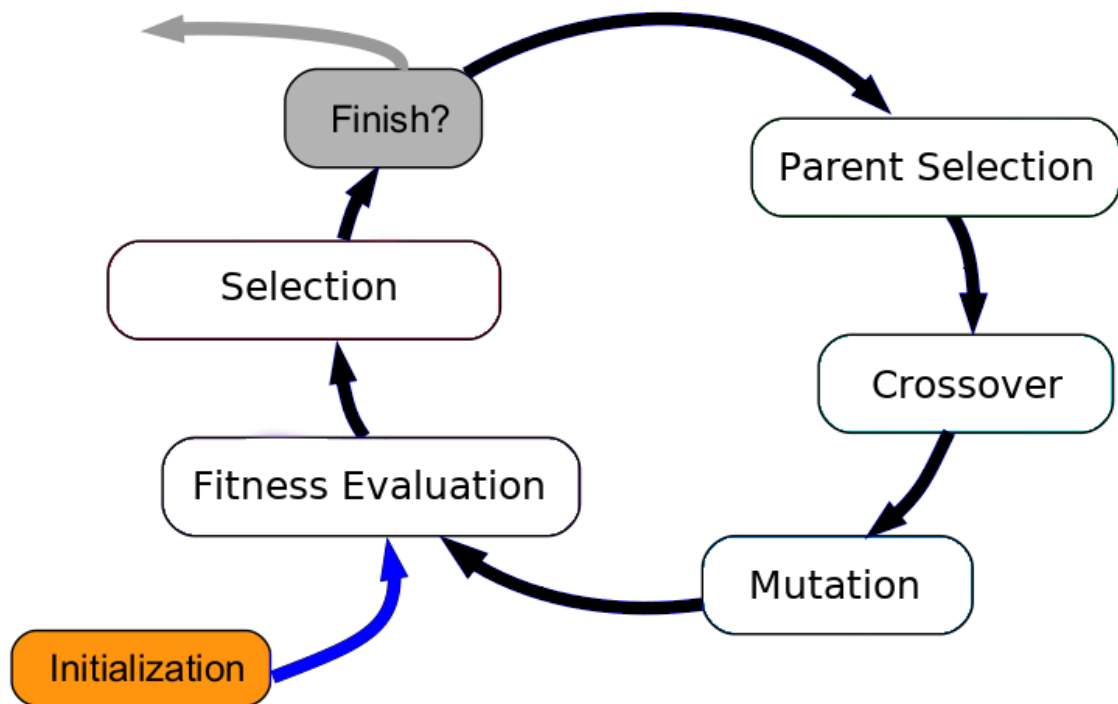 Finish?
Parent Selection
Selection
Crossover
Fitness Evaluation
Mutation
Initialization